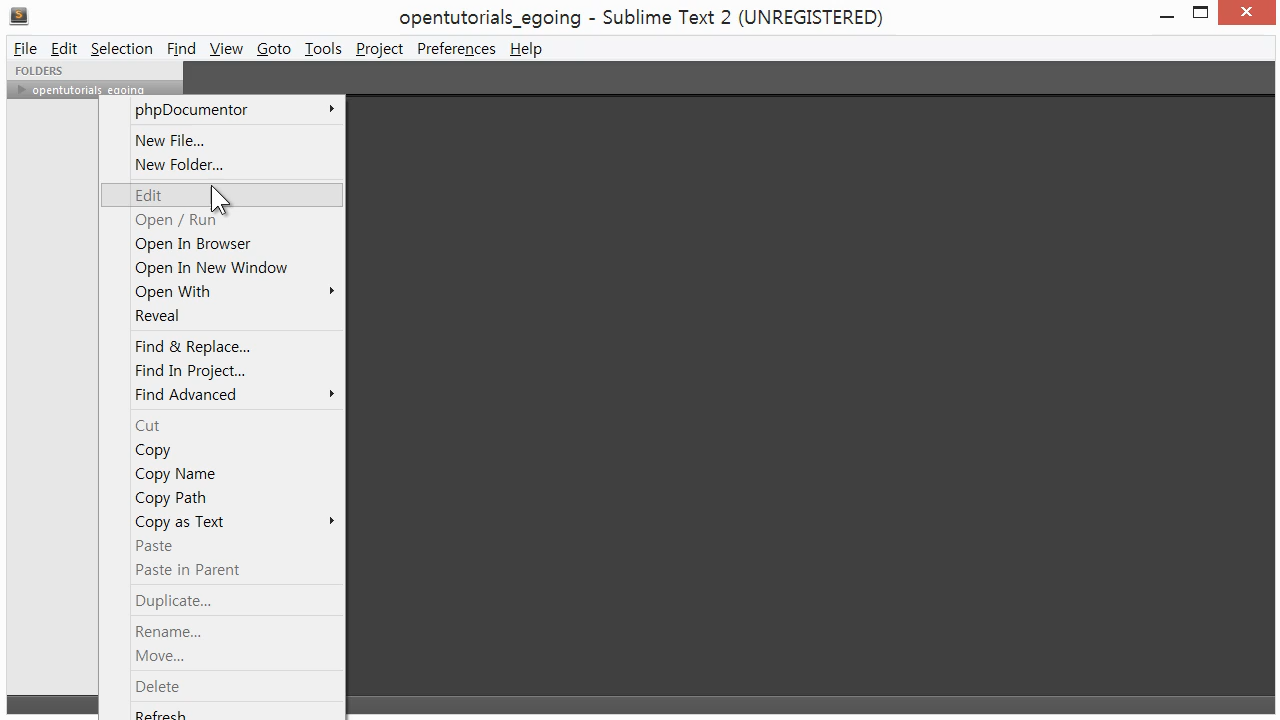 opentutorials_egoing - Sublime Text 2 (UNREGISTERED)
File Edit Selection Find View Goto Tools Project Preferences Help
FOLDERS
opentutorials_egoing
phpDocumentor
New File...
New Folder...
Edit
Open / Run
Open In Browser
Open In New Window
Open With
Reveal
Find & Replace...
Find In Project...
Find Advanced
Cut
Copy
Copy Name
Copy Path
Copy as Text
Paste
Paste in Parent
Duplicate...
Rename...
Move...
Delete
Refresh